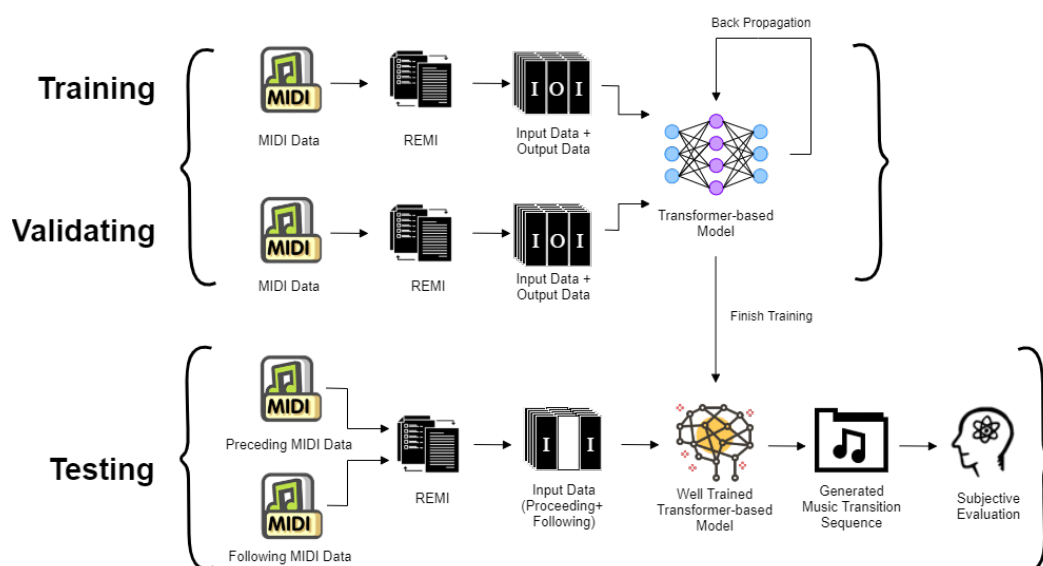 Back Propagation
Training
MIDI
MIDI Data
REMI
I O I
Input Data +
Output Data
Transformer-based
Model
Validating
MIDI
MIDI Data
REMI
I O I
Input Data +
Output Data
Finish Training
Testing
MIDI
Preceding MIDI Data
MIDI
Following MIDI Data
REMI
I I
Input Data
(Proceeding+
Following)
Well Trained
Transformer-based
Model
Generated
Music Transition
Sequence
Subjective
Evaluation